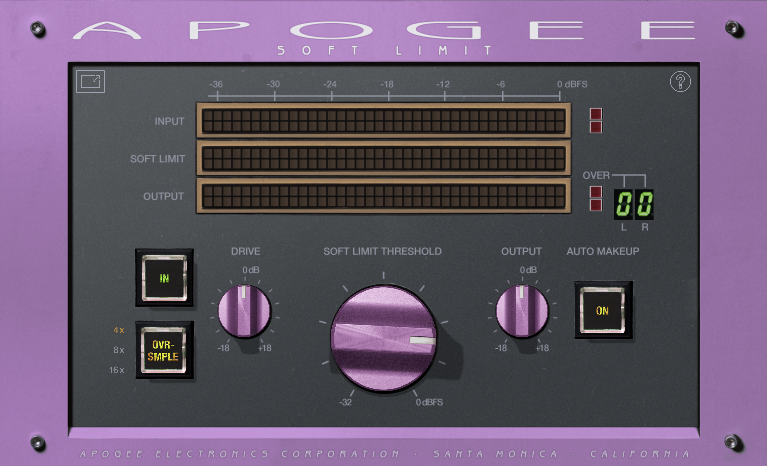 APOGEE
SOFT LIMIT
-36 -30 -24 -18 -12 -6 0 dBFS
?
INPUT
SOFT LIMIT
OUTPUT
OVER
00
L R
DRIVE SOFT LIMIT THRESHOLD OUTPUT AUTO MAKEUP
0 dB 0 dB
IN
ON
4x
8x
16x
OVR-
SMPLE
-18 +18
-18 +18
-32 0 dBFS
APOGEE ELECTRONICS CORPORATION · SANTA MONICA CALIFORNIA